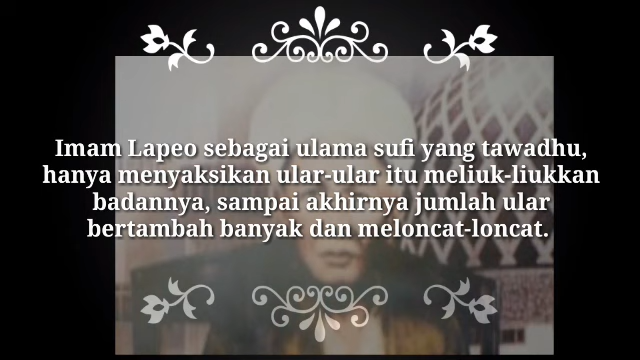 Imam Lapeo sebagai ulama sufi yang tawadhu,
hanya menyaksikan ular-ular itu meliuk-liukkan
badannya, sampai akhirnya jumlah ular
bertambah banyak dan meloncat-loncat.